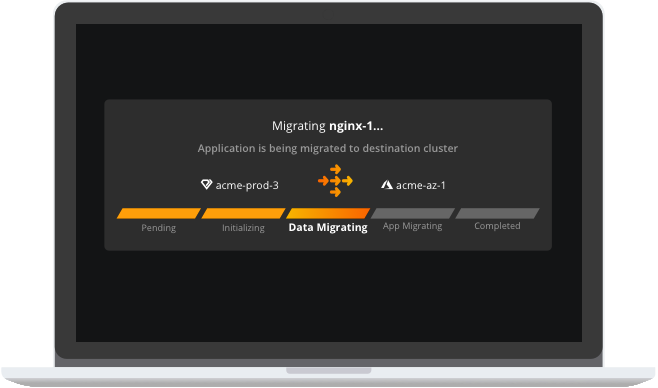 Migrating nginx-1...
Application is being migrated to destination cluster
acme-prod-3
acme-az-1
Pending
Initializing
Data Migrating
App Migrating
Completed